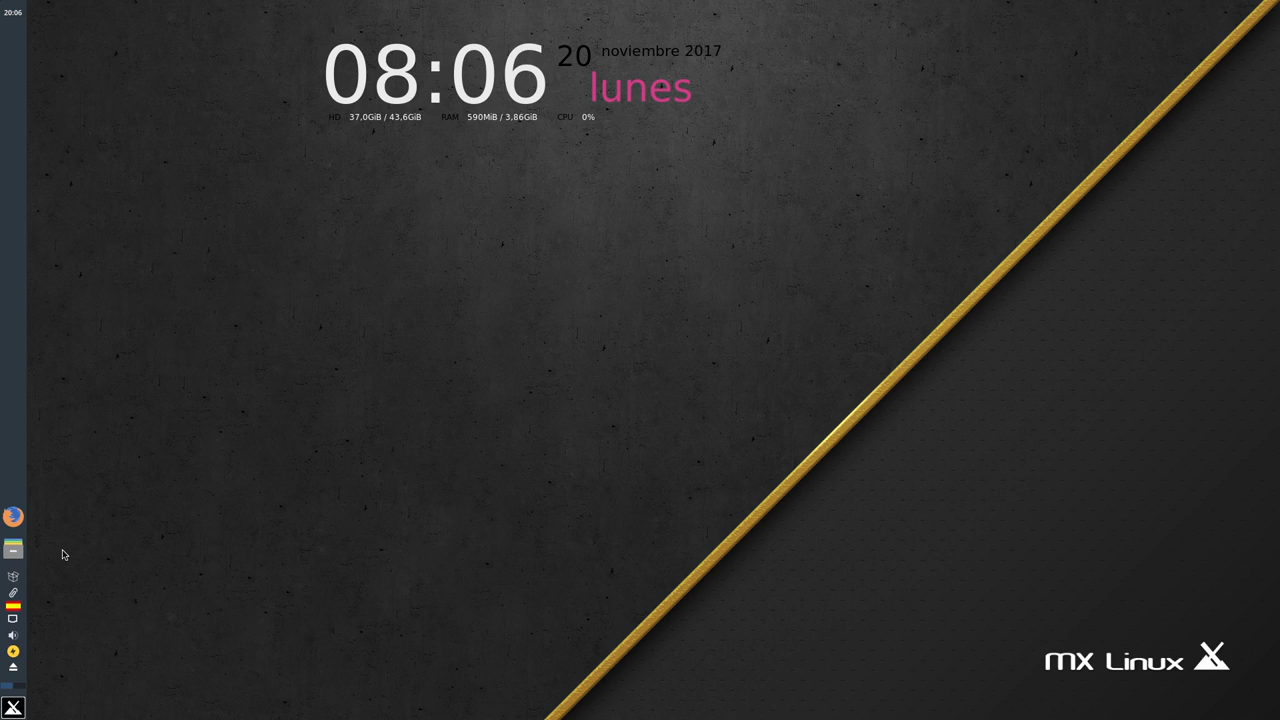 20:06
08:06
20 noviembre 2017
lunes
HD 37,0GiB / 43,6GiB RAM 590MiB / 3,86GiB CPU 0%
mx Linux